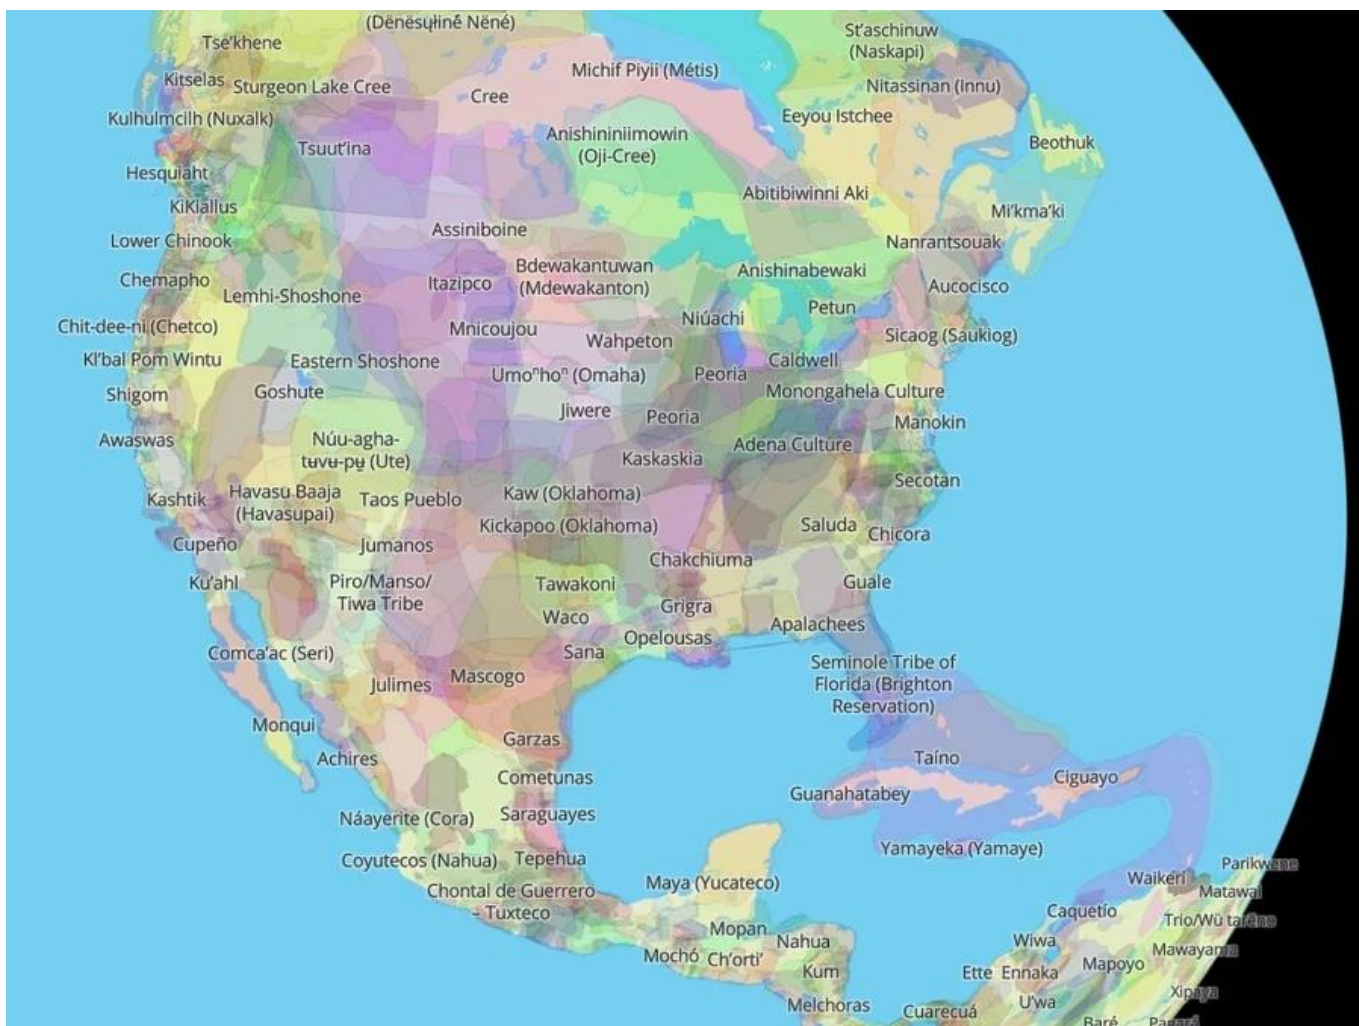 (Dënësųłiné Nëné)
St'aschinuw
(Naskapi)
Tse'khene
Kitselas
Sturgeon Lake Cree
Michif Piyii (Métis)
Nitassinan (Innu)
Cree
Kulhulmcilh (Nuxalk)
Eeyou Istchee
Tsuut'ina
Anishininiimowin
(Oji-Cree)
Beothuk
Hesquiaht
Abitibiwinni Aki
KiKiallus
Mi'kma'ki
Assiniboine
Lower Chinook
Nanrantsouak
Bdewakantuwan
(Mdewakanton)
Anishinabewaki
Chemapho
Itazipco
Aucocisco
Lemhi-Shoshone
Petun
Niúachi
Chit-dee-ni (Chetco)
Mnicoujou
Wahpeton
Sicaog (Saukiog)
Kl'bal Pom Wintu
Eastern Shoshone
Caldwell
Umoⁿhoⁿ (Omaha)
Peoria
Shigom
Goshute
Monongahela Culture
Jiwere
Peoria
Manokin
Awaswas
Núu-agha-
tʉvʉ-pʉ̱ (Ute)
Adena Culture
Kaskaskia
Secotan
Kashtik
Havasu Baaja
(Havasupai)
Taos Pueblo
Kaw (Oklahoma)
Kickapoo (Oklahoma)
Saluda
Chicora
Cupeño
Jumanos
Chakchiuma
Ku'ahl
Piro/Manso/
Tiwa Tribe
Tawakoni
Guale
Waco
Grigra
Apalachees
Opelousas
Comca'ac (Seri)
Sana
Seminole Tribe of
Florida (Brighton
Reservation)
Julimes
Mascogo
Monqui
Garzas
Achires
Taíno
Cometunas
Ciguayo
Guanahatabey
Náayerite (Cora)
Saraguayes
Yamayeka (Yamaye)
Coyutecos (Nahua)
Tepehua
Parikwene
Chontal de Guerrero
– Tuxteco
Maya (Yucateco)
Waikerí
Matawai
Caquetío
Trio/Wü tarëno
Mopan
Nahua
Wiwa
Mawayama
Mochó
Ch'orti'
Kum
Ette Ennaka
Mapoyo
Xipaya
Melchoras
Cuarecuá
U'wa
Baré
Panará